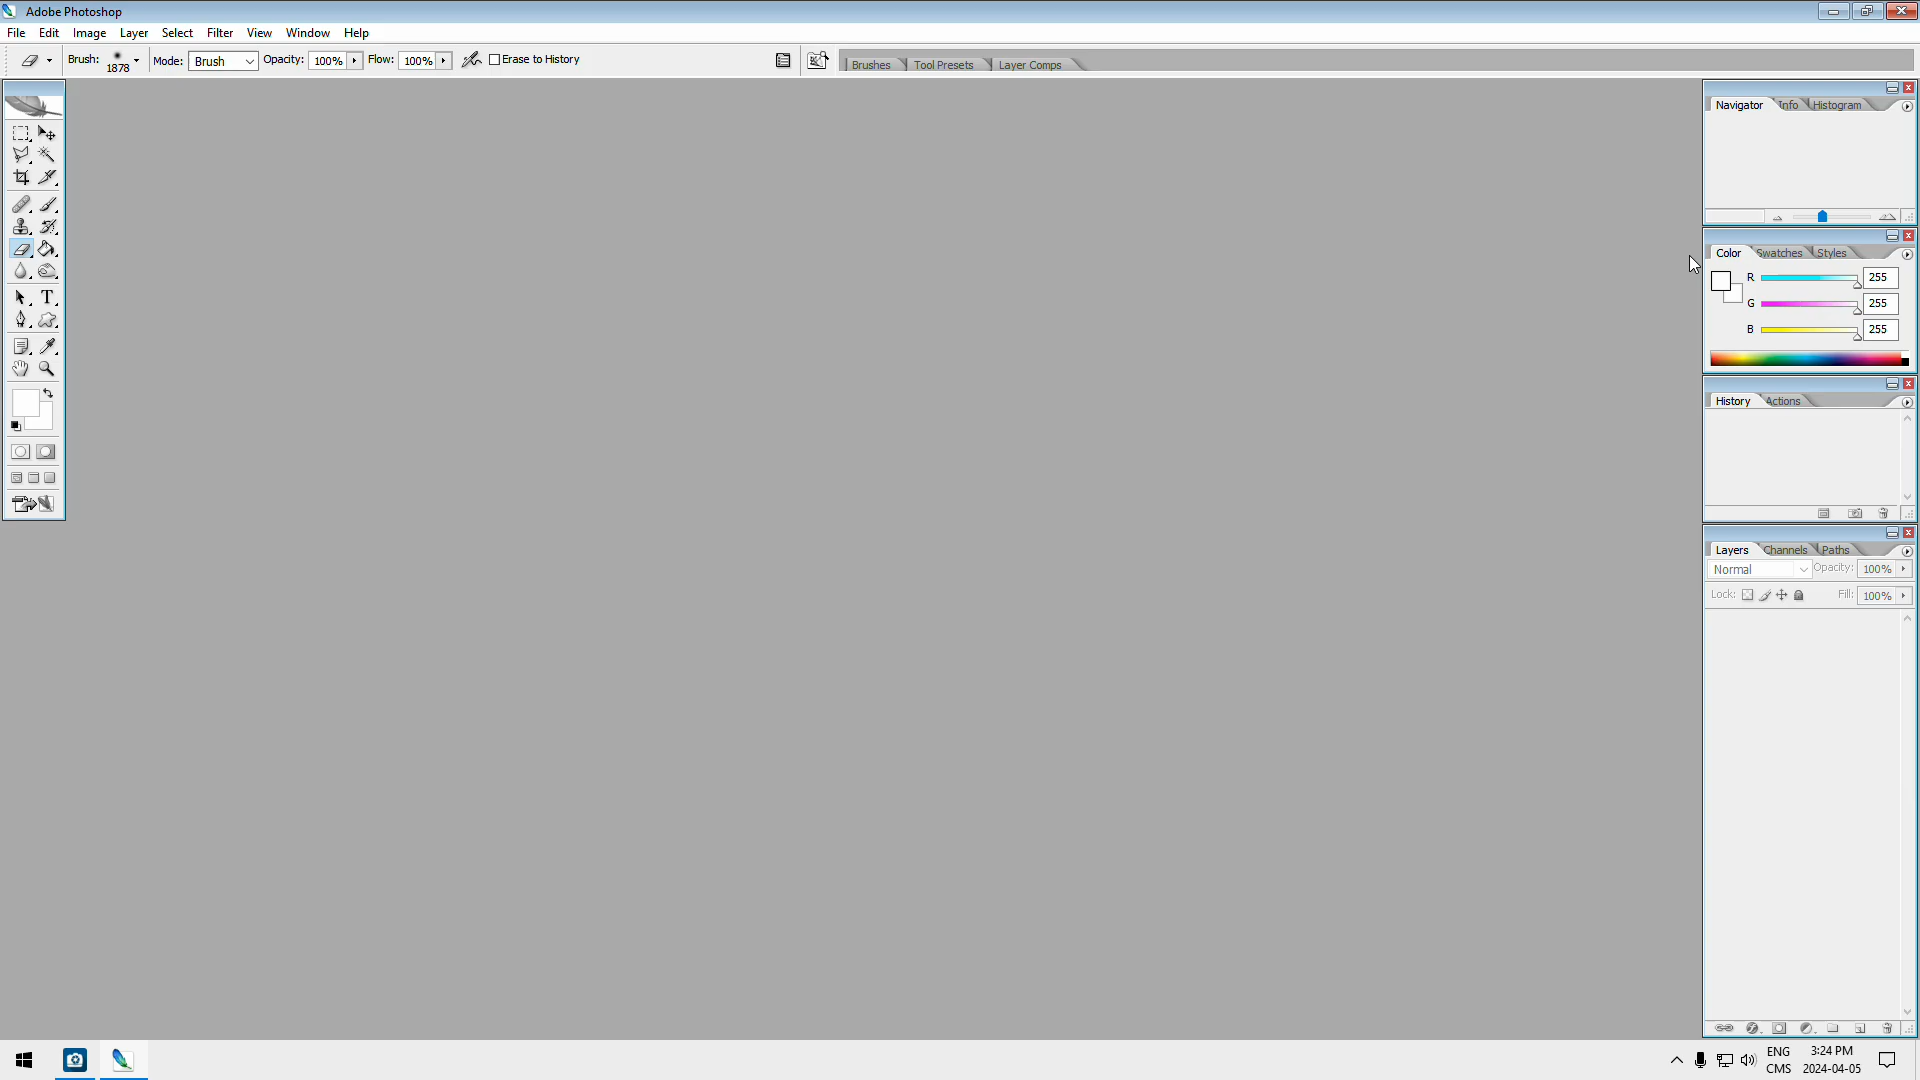 Adobe Photoshop
File Edit Image Layer Select Filter View Window Help
Brush: 1878 Mode: Brush Opacity: 100% Flow: 100% Erase to History Brushes Tool Presets Layer Comps
Navigator Info Histogram
Color Swatches Styles
R 255
G 255
B 255
T
History Actions
Layers Channels Paths
Normal Opacity: 100%
Lock: Fill: 100%
ENG 3:24 PM
CMS 2024-04-05